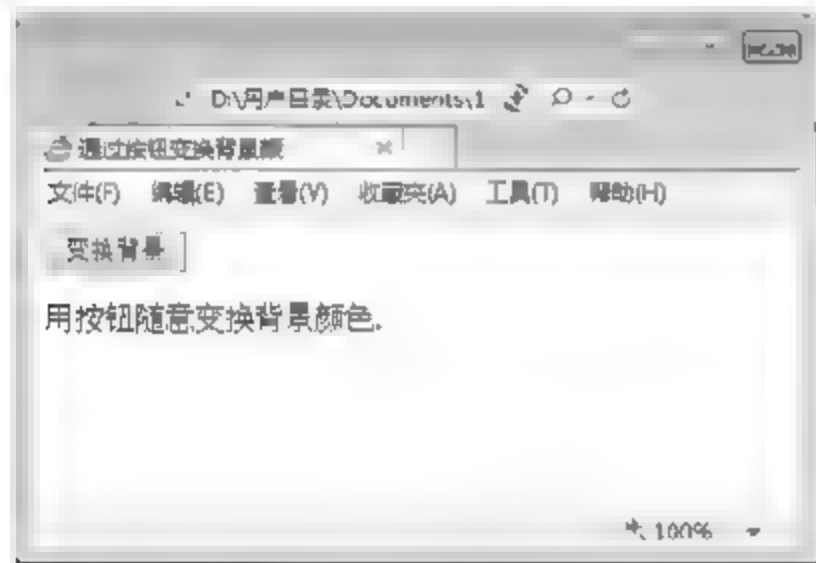 D:\用户目录\Documents\1
通过按钮变换背景颜
文件(F) 编辑(E) 查看(V) 收藏夹(A) 工具(T) 帮助(H)
变换背景
用按钮随意变换背景颜色.
100%